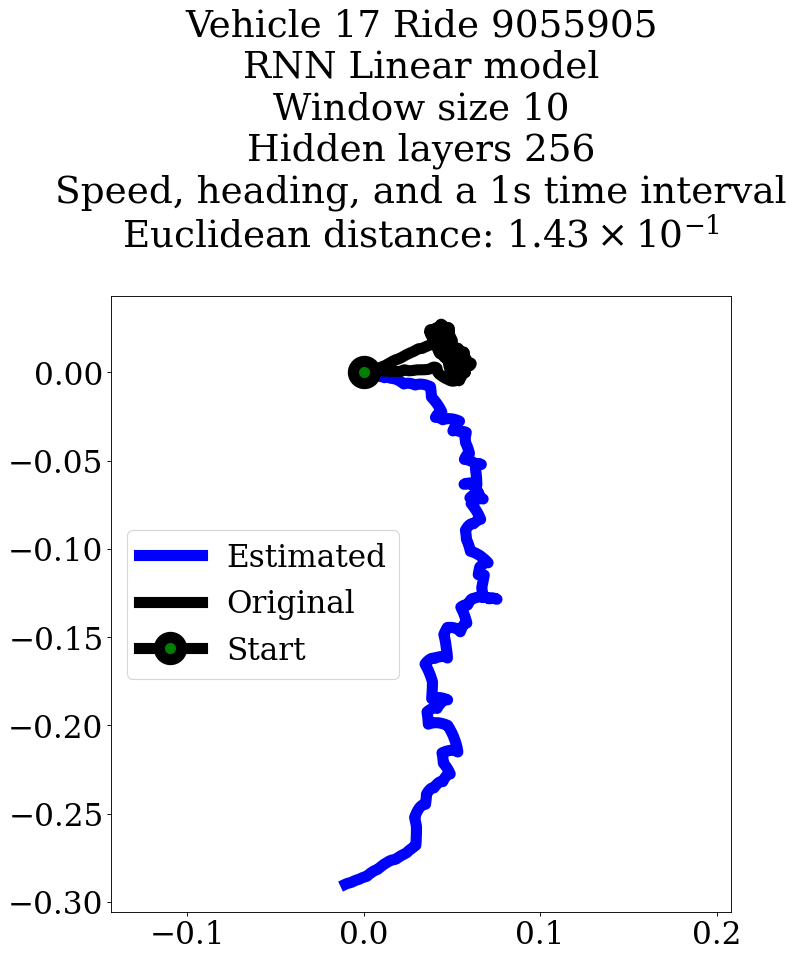 Vehicle 17 Ride 9055905
RNN Linear model
Window size 10
Hidden layers 256
Speed, heading, and a 1s time interval
Euclidean distance: 1.43 × 10⁻¹
0.00
−0.05
−0.10
−0.15
−0.20
−0.25
−0.30
Estimated
Original
Start
−0.1
0.0
0.1
0.2